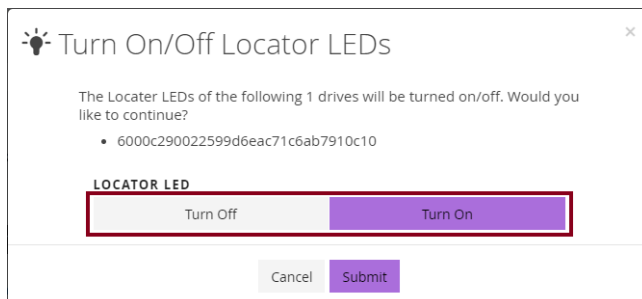 Turn On/Off Locator LEDs
×
The Locater LEDs of the following 1 drives will be turned on/off. Would you
like to continue?
• 6000c290022599d6eac71c6ab7910c10
LOCATOR LED
Turn Off Turn On
Cancel Submit